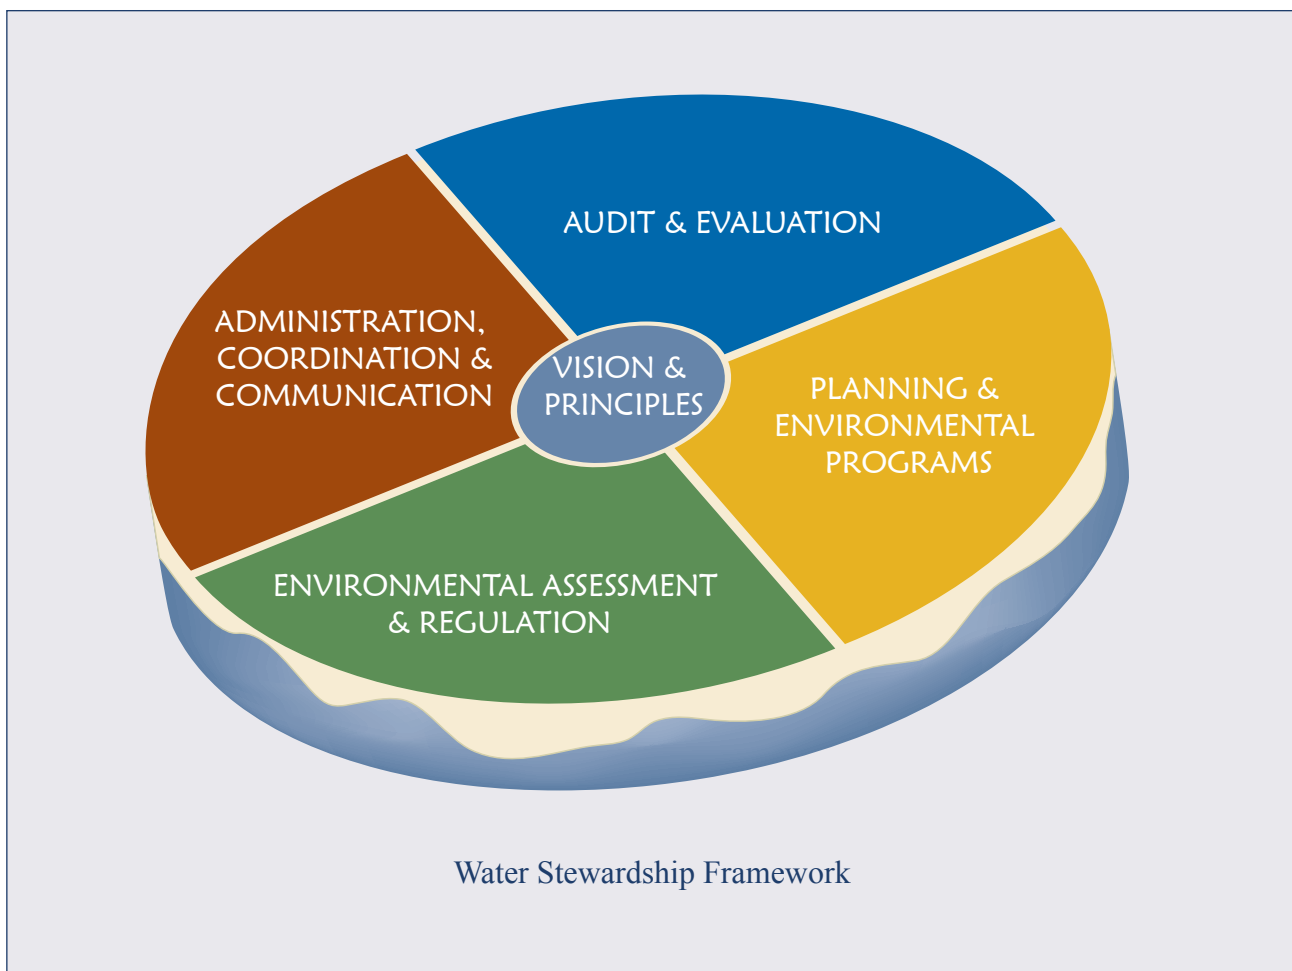 AUDIT & EVALUATION
ADMINISTRATION,
COORDINATION &
COMMUNICATION
VISION &
PRINCIPLES
PLANNING &
ENVIRONMENTAL
PROGRAMS
ENVIRONMENTAL ASSESSMENT
& REGULATION
Water Stewardship Framework